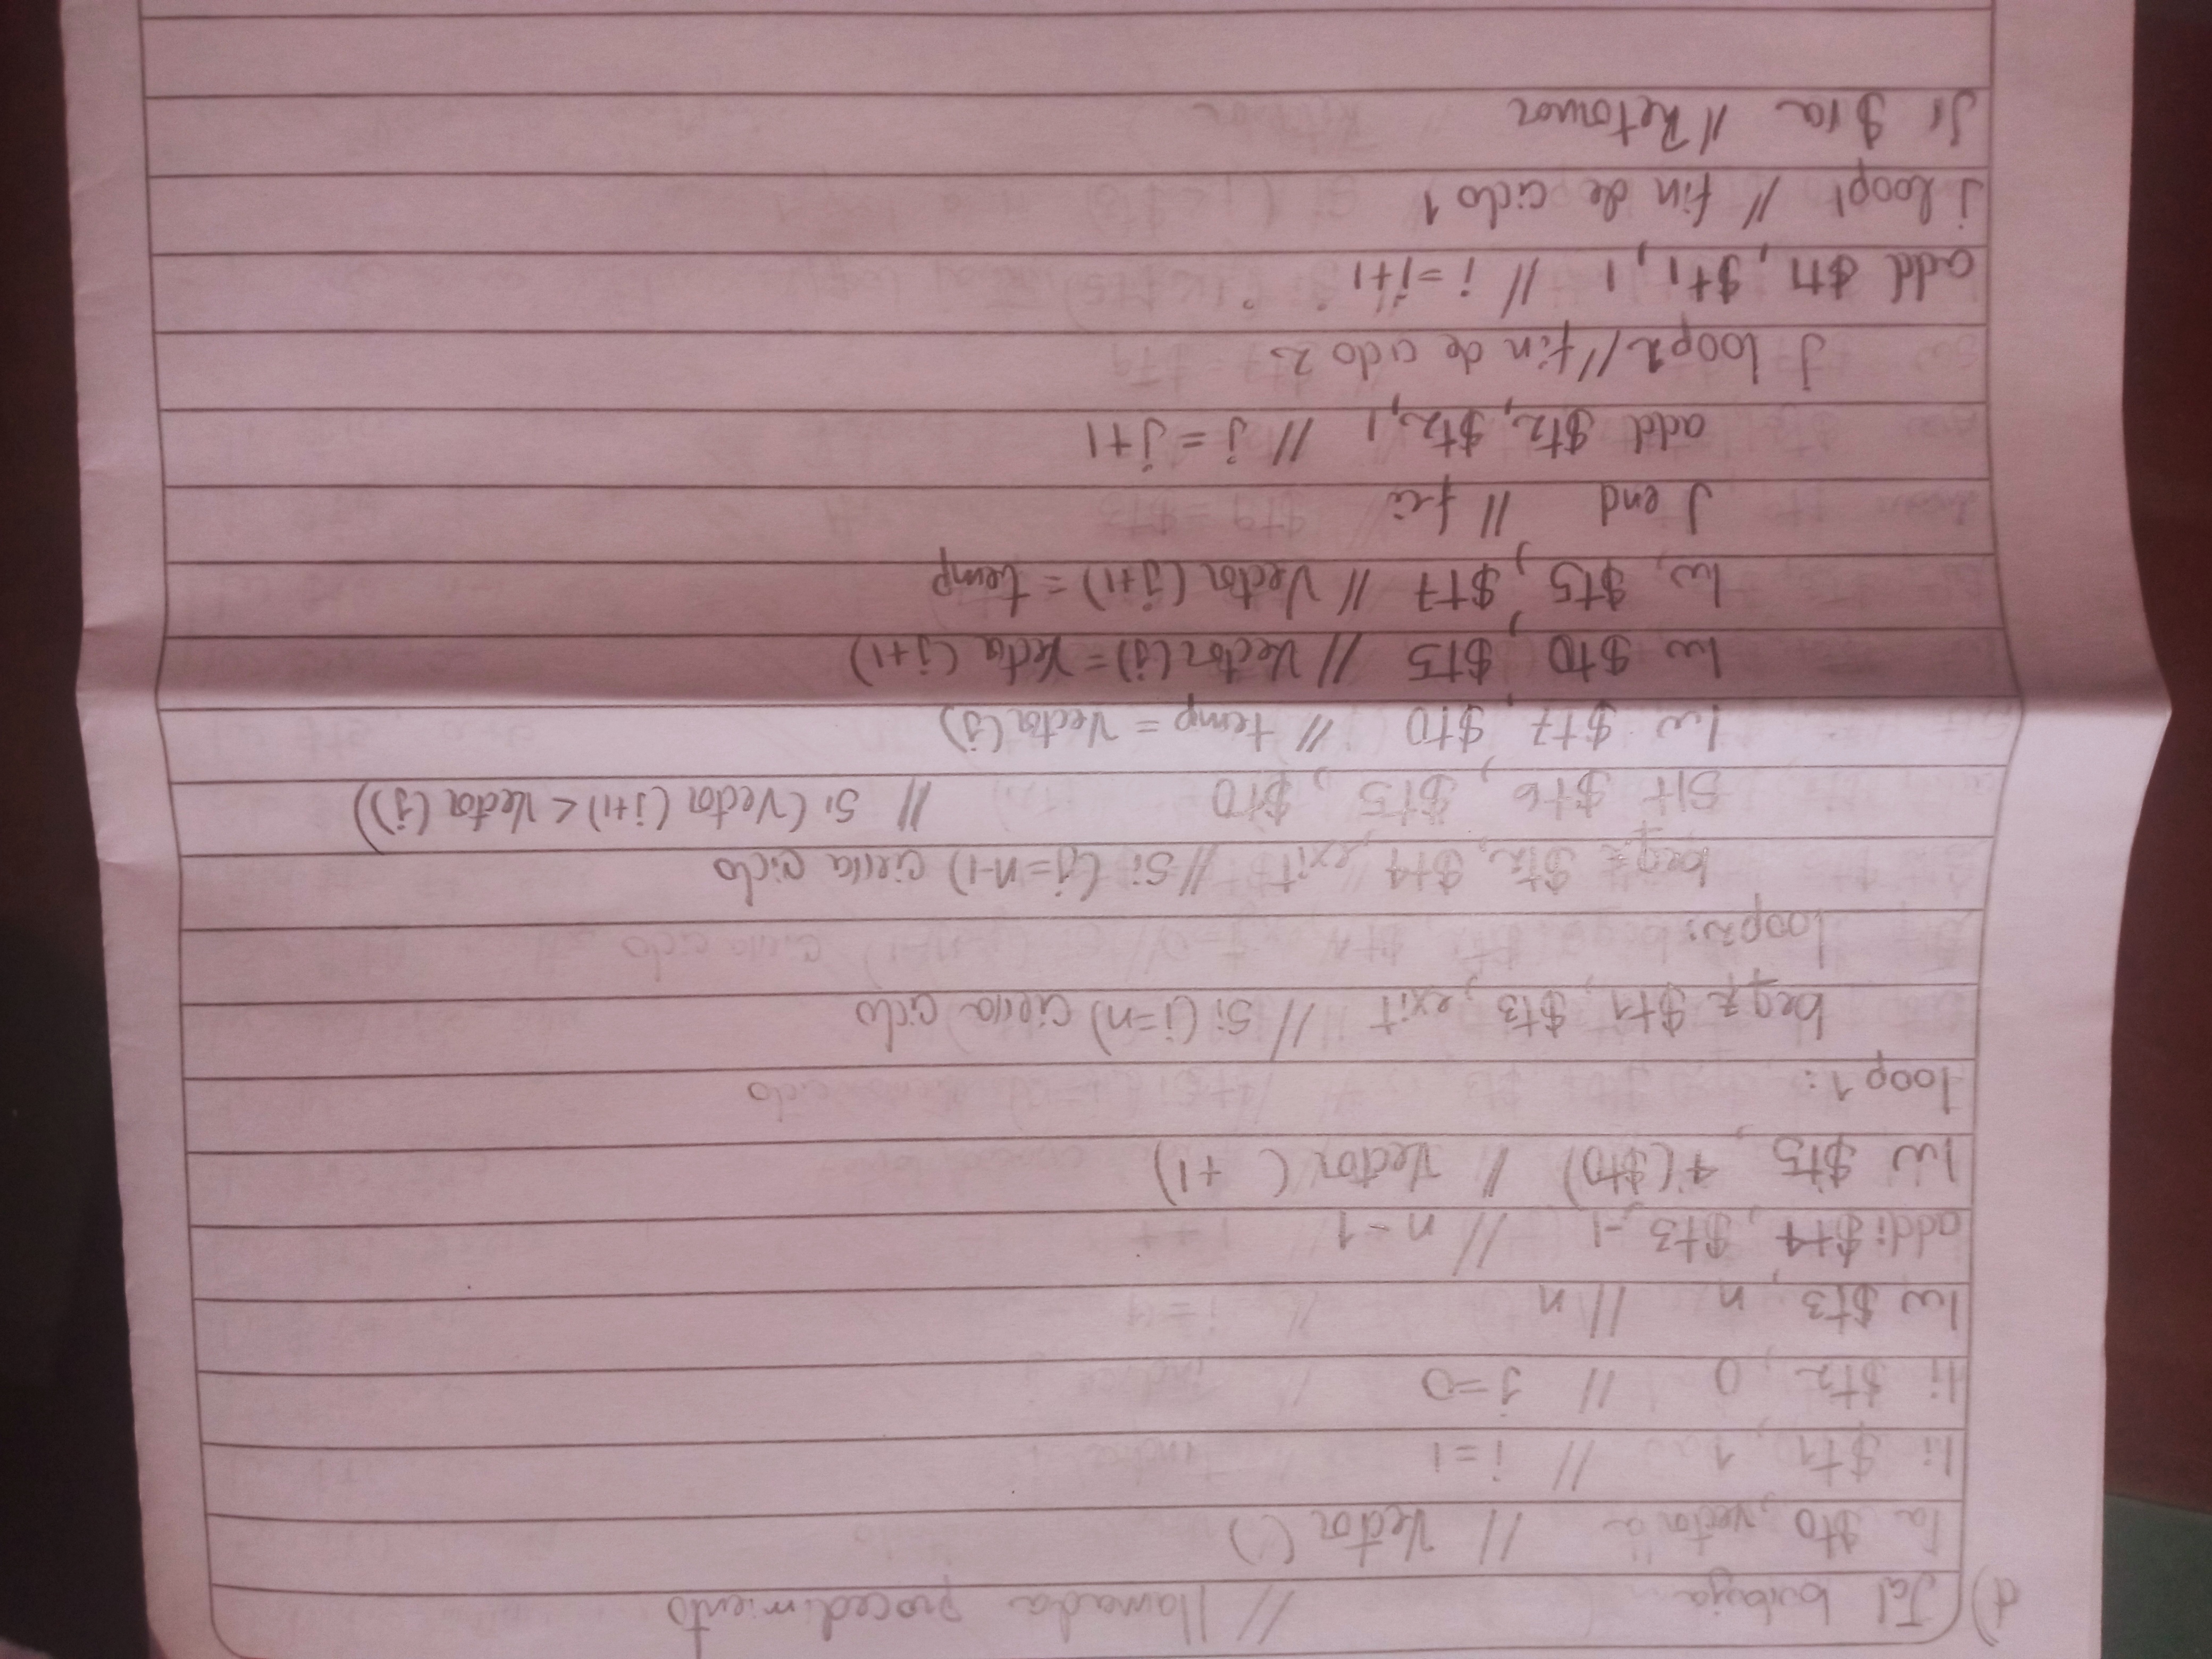 d) Jal burbuja // llamada procedimiento
la $t0, vector a // Vector ( )
li $t1, 1 // i=1
li $t2, 0 // j=0
lw $t3, n // n
addi $t4, $t3, -1 // n-1
lw $t5, 4($t0) // Vector ( +1)
loop1:
beqz $t1, $t3, exit // Si (i=n) cierra ciclo
loop2:
beqz $t2, $t4, exit // Si (j=n-1) cierra ciclo
slt $t6, $t5, $t0 // Si (Vector (j+1) < Vector (j))
lw $t7, $t0 // temp = Vector (j)
lw $t0, $t5 // Vector (j) = Vector (j+1)
lw, $t5, $t7 // Vector (j+1) = temp
J end //
add $t2, $t2, 1 // j = j+1
j loop2 // fin de ciclo 2
add $t1, $t1, 1 // i = i+1
j loop1 // fin de ciclo 1
Jr $ra // Retornar